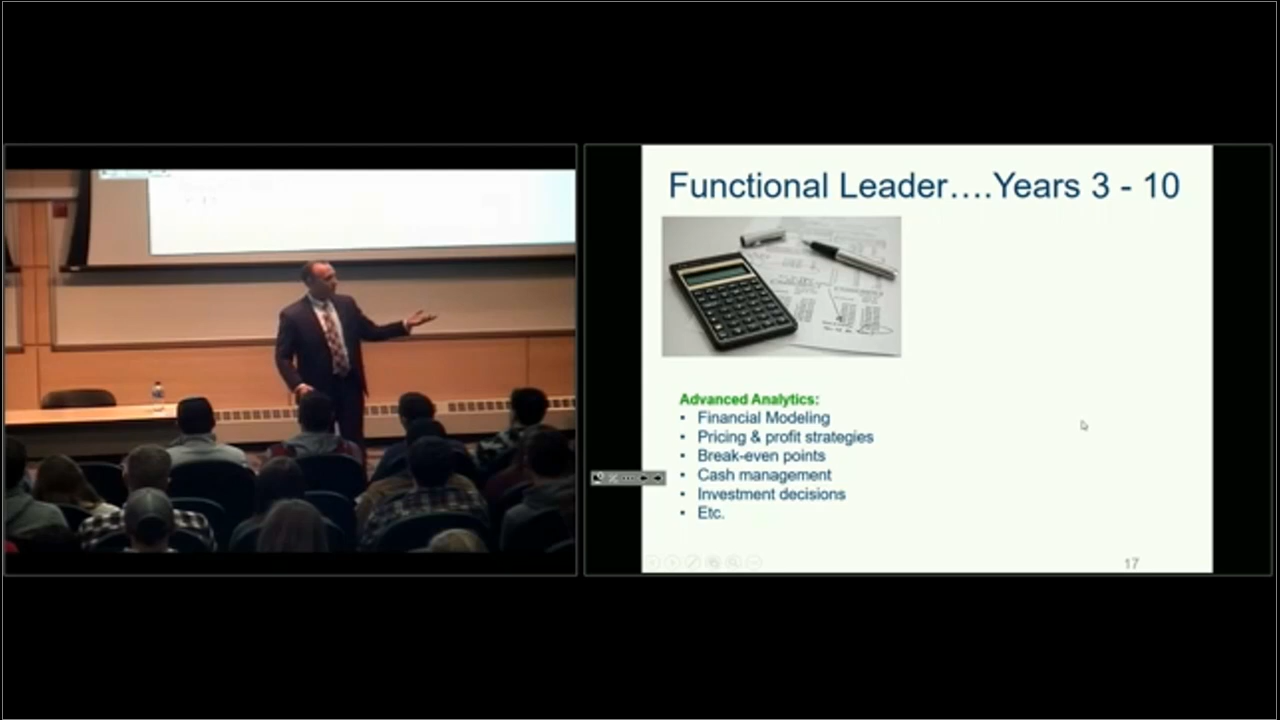 Functional Leader….Years 3 - 10
Advanced Analytics:
• Financial Modeling
• Pricing & profit strategies
• Break-even points
• Cash management
• Investment decisions
• Etc.
17